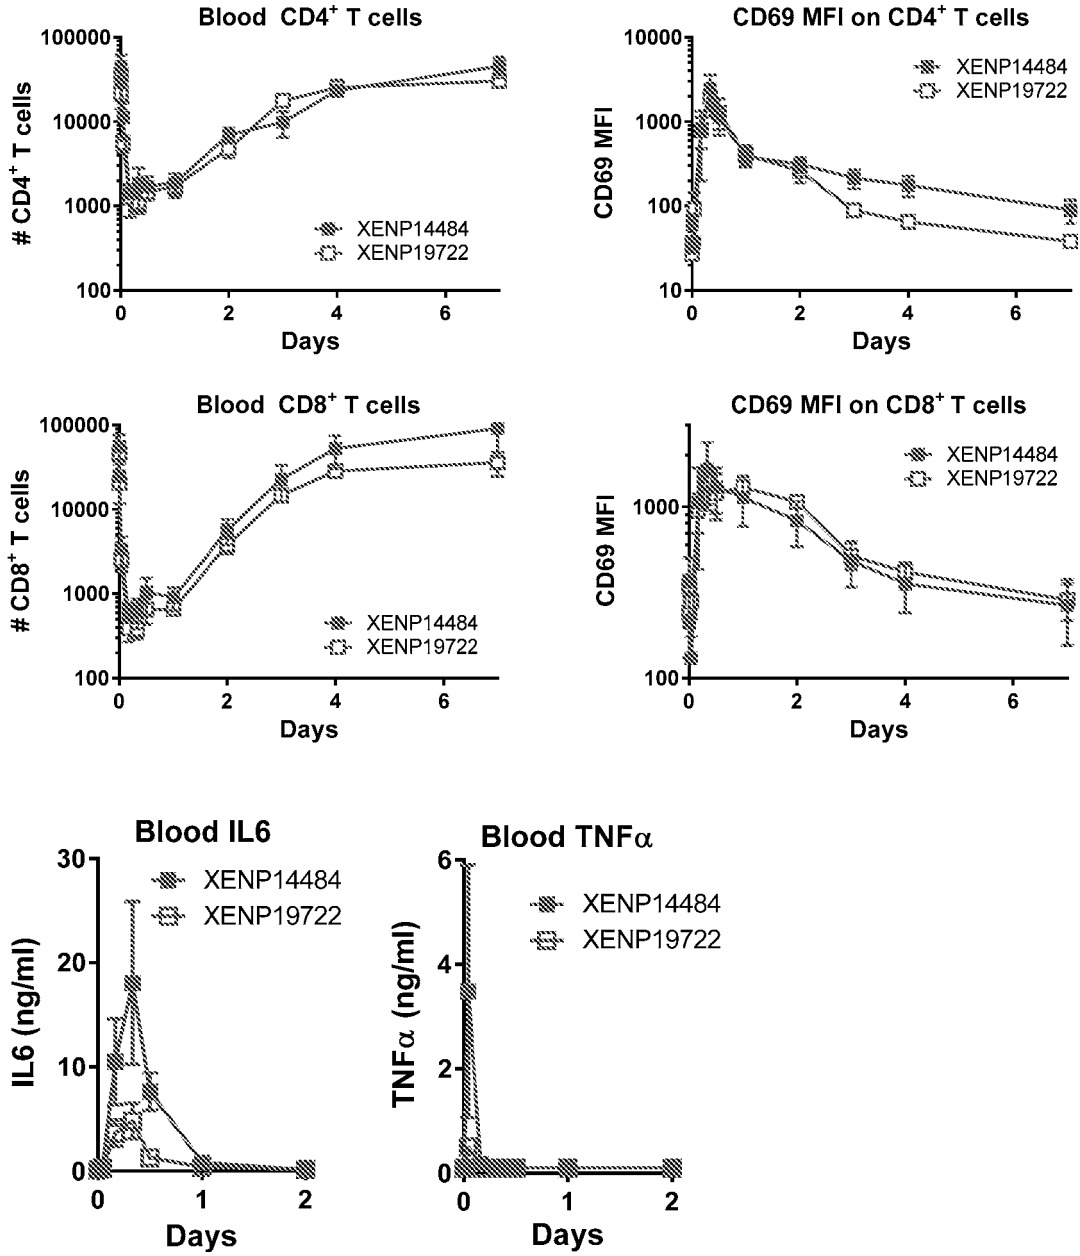 Blood CD4+ T cells
100000
10000
1000
100
# CD4+ T cells
XENP14484
XENP19722
0 2 4 6
Days
CD69 MFI on CD4+ T cells
10000
1000
100
10
CD69 MFI
XENP14484
XENP19722
0 2 4 6
Days
Blood CD8+ T cells
100000
10000
1000
100
# CD8+ T cells
XENP14484
XENP19722
0 2 4 6
Days
CD69 MFI on CD8+ T cells
1000
100
CD69 MFI
XENP14484
XENP19722
0 2 4 6
Days
Blood IL6
30
20
10
0
IL6 (ng/ml)
XENP14484
XENP19722
0 1 2
Days
Blood TNFα
6
4
2
0
TNFα (ng/ml)
XENP14484
XENP19722
0 1 2
Days